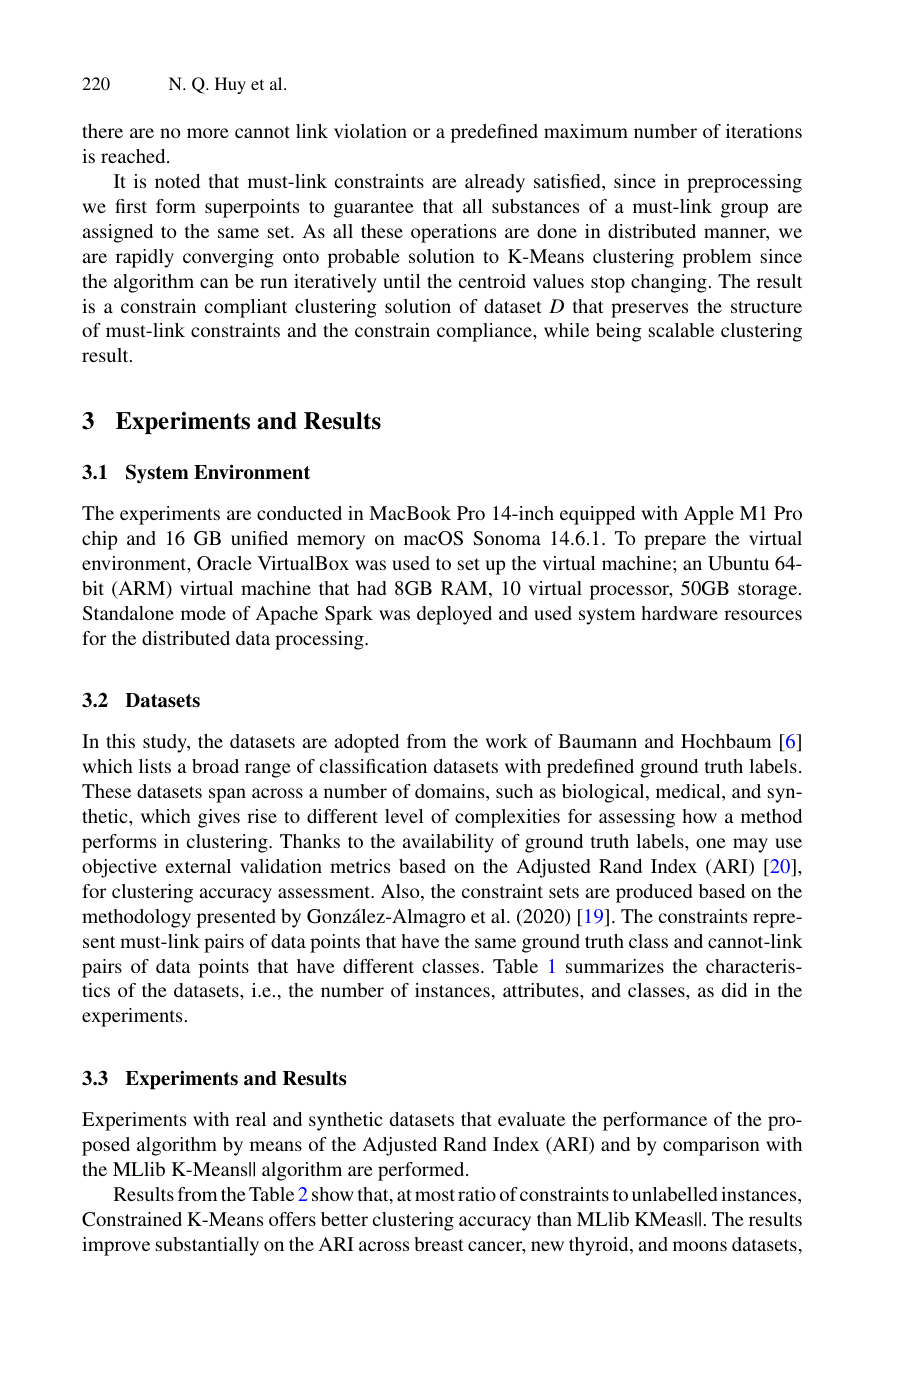 220 N. Q. Huy et al.
there are no more cannot link violation or a predefined maximum number of iterations
is reached.
It is noted that must-link constraints are already satisfied, since in preprocessing
we first form superpoints to guarantee that all substances of a must-link group are
assigned to the same set. As all these operations are done in distributed manner, we
are rapidly converging onto probable solution to K-Means clustering problem since
the algorithm can be run iteratively until the centroid values stop changing. The result
is a constrain compliant clustering solution of dataset D that preserves the structure
of must-link constraints and the constrain compliance, while being scalable clustering
result.
3 Experiments and Results
3.1 System Environment
The experiments are conducted in MacBook Pro 14-inch equipped with Apple M1 Pro
chip and 16 GB unified memory on macOS Sonoma 14.6.1. To prepare the virtual
environment, Oracle VirtualBox was used to set up the virtual machine; an Ubuntu 64-
bit (ARM) virtual machine that had 8GB RAM, 10 virtual processor, 50GB storage.
Standalone mode of Apache Spark was deployed and used system hardware resources
for the distributed data processing.
3.2 Datasets
In this study, the datasets are adopted from the work of Baumann and Hochbaum [6]
which lists a broad range of classification datasets with predefined ground truth labels.
These datasets span across a number of domains, such as biological, medical, and syn-
thetic, which gives rise to different level of complexities for assessing how a method
performs in clustering. Thanks to the availability of ground truth labels, one may use
objective external validation metrics based on the Adjusted Rand Index (ARI) [20],
for clustering accuracy assessment. Also, the constraint sets are produced based on the
methodology presented by González-Almagro et al. (2020) [19]. The constraints repre-
sent must-link pairs of data points that have the same ground truth class and cannot-link
pairs of data points that have different classes. Table 1 summarizes the characteris-
tics of the datasets, i.e., the number of instances, attributes, and classes, as did in the
experiments.
3.3 Experiments and Results
Experiments with real and synthetic datasets that evaluate the performance of the pro-
posed algorithm by means of the Adjusted Rand Index (ARI) and by comparison with
the MLlib K-Means|| algorithm are performed.
Results from the Table 2 show that, at most ratio of constraints to unlabelled instances,
Constrained K-Means offers better clustering accuracy than MLlib KMeas||. The results
improve substantially on the ARI across breast cancer, new thyroid, and moons datasets,